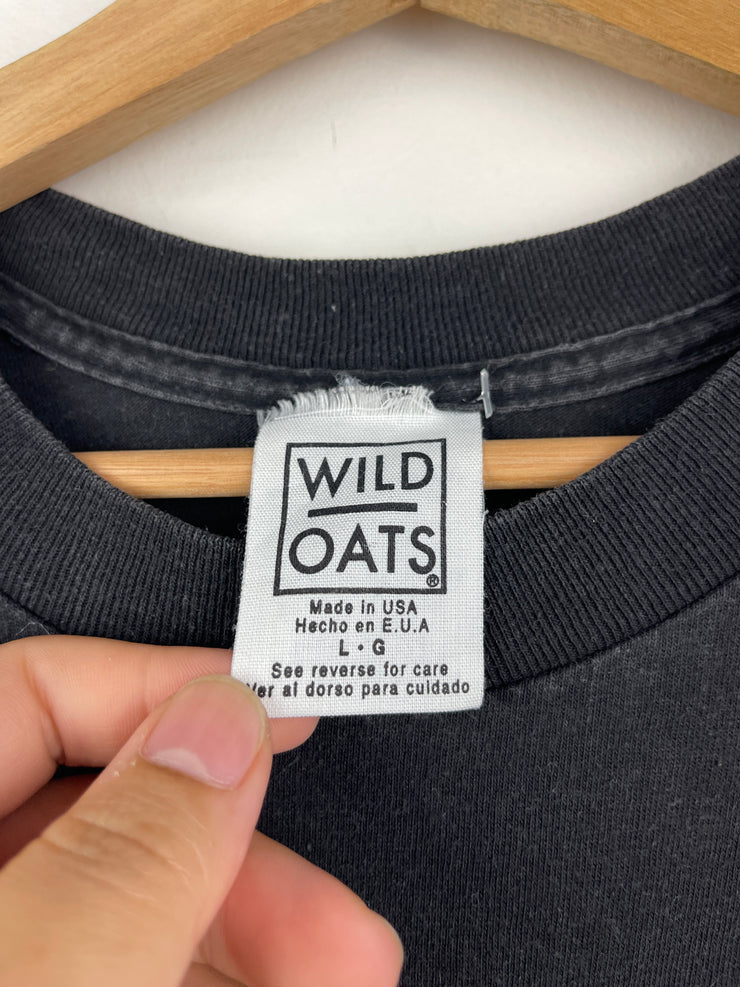 WILD
OATS®
Made in USA
Hecho en E.U.A
L • G
See reverse for care
Ver al dorso para cuidado